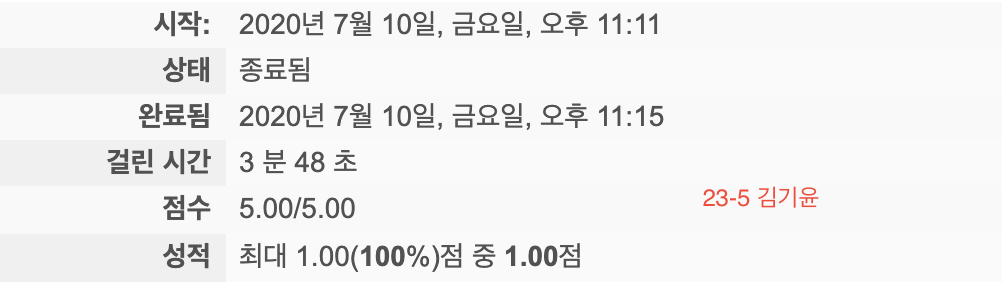 시작: 2020년 7월 10일, 금요일, 오후 11:11
상태 종료됨
완료됨 2020년 7월 10일, 금요일, 오후 11:15
걸린 시간 3 분 48 초
점수 5.00/5.00
23-5 김기윤
성적 최대 1.00(100%)점 중 1.00점